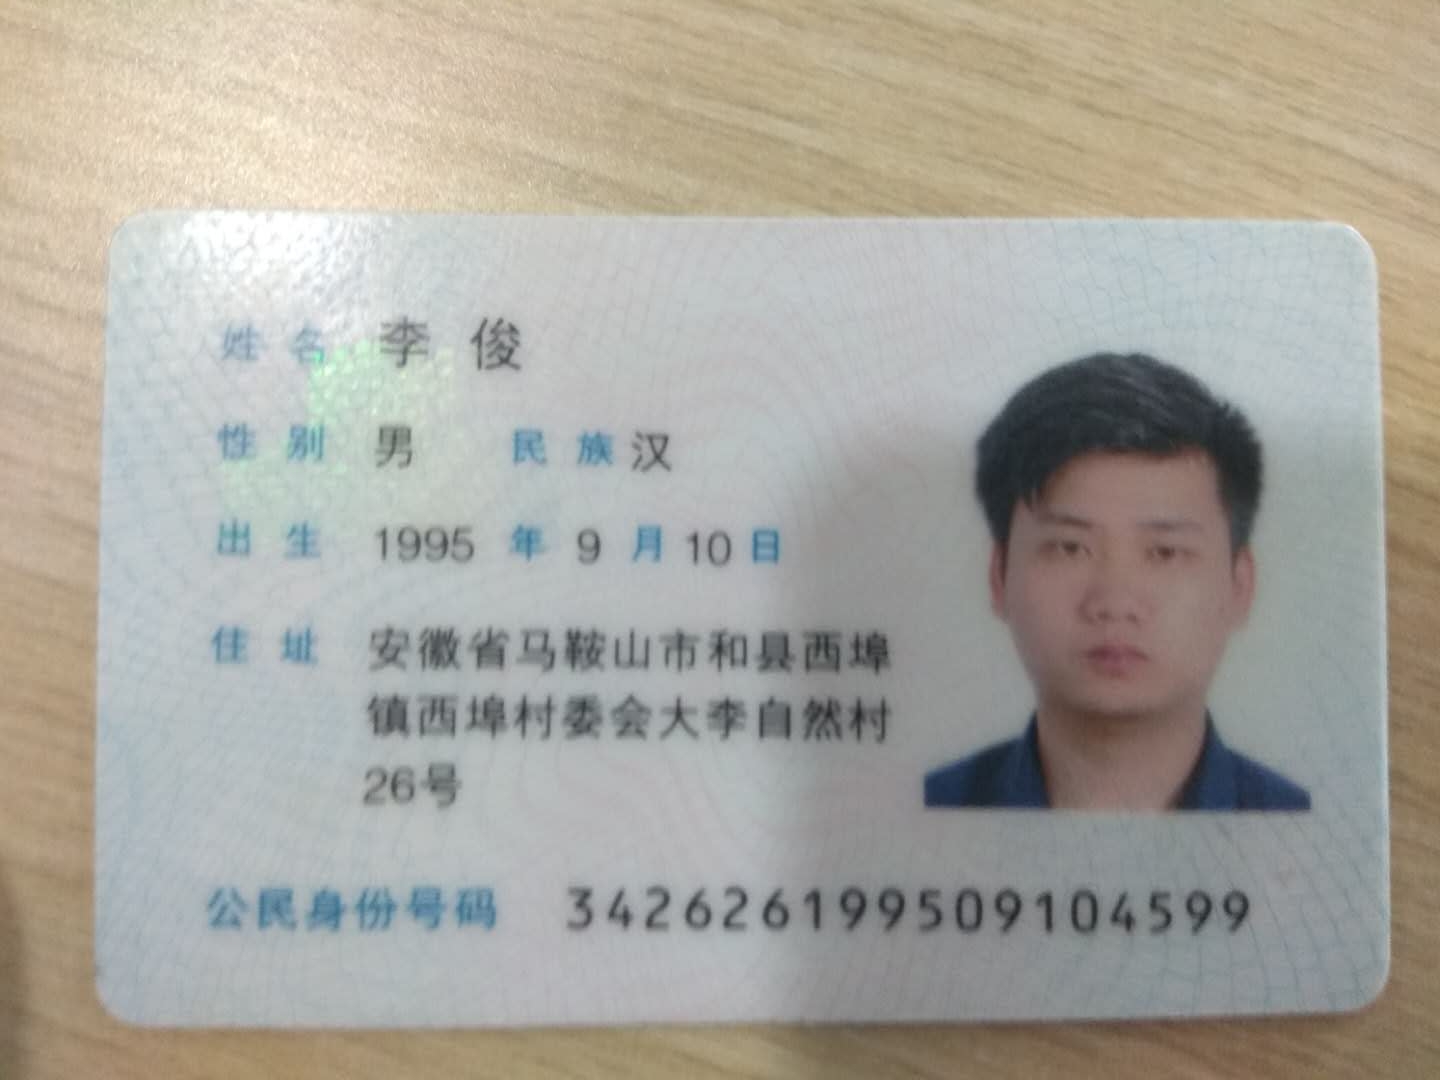 姓名 李俊
性别 男 民族 汉
出生 1995 年 9 月 10 日
住址 安徽省马鞍山市和县西埠
镇西埠村委会大李自然村
26号
公民身份号码 342626199509104599